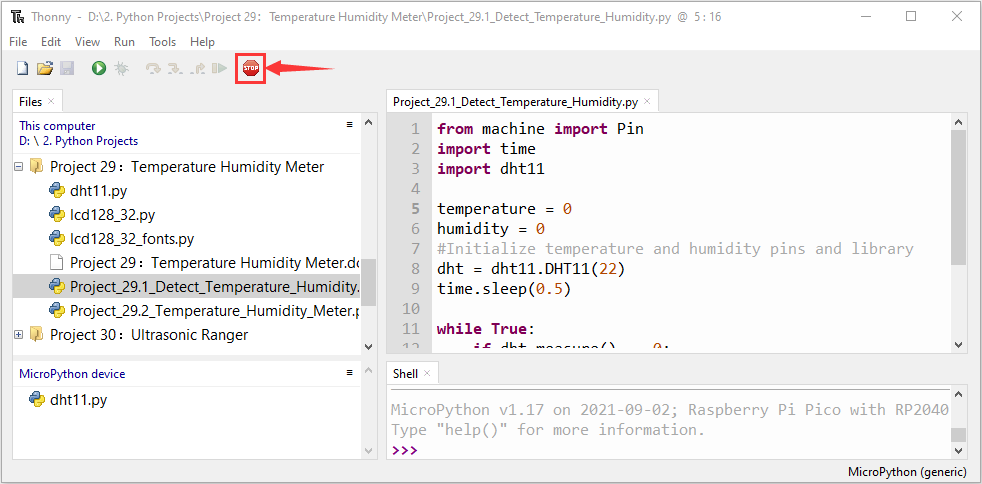 Thonny - D:\2. Python Projects\Project 29：Temperature Humidity Meter\Project_29.1_Detect_Temperature_Humidity.py @ 5 : 16
File Edit View Run Tools Help
STOP
Files
This computer
D: \ 2. Python Projects
Project 29：Temperature Humidity Meter
dht11.py
lcd128_32.py
lcd128_32_fonts.py
Project 29：Temperature Humidity Meter.dc
Project_29.1_Detect_Temperature_Humidity.
Project_29.2_Temperature_Humidity_Meter.p
Project 30：Ultrasonic Ranger
MicroPython device
dht11.py
Project_29.1_Detect_Temperature_Humidity.py
1 from machine import Pin
2 import time
3 import dht11
4
5 temperature = 0
6 humidity = 0
7 #Initialize temperature and humidity pins and library
8 dht = dht11.DHT11(22)
9 time.sleep(0.5)
10
11 while True:
12 if dht.measure() 0:
Shell
MicroPython v1.17 on 2021-09-02; Raspberry Pi Pico with RP2040
Type "help()" for more information.
>>>
MicroPython (generic)